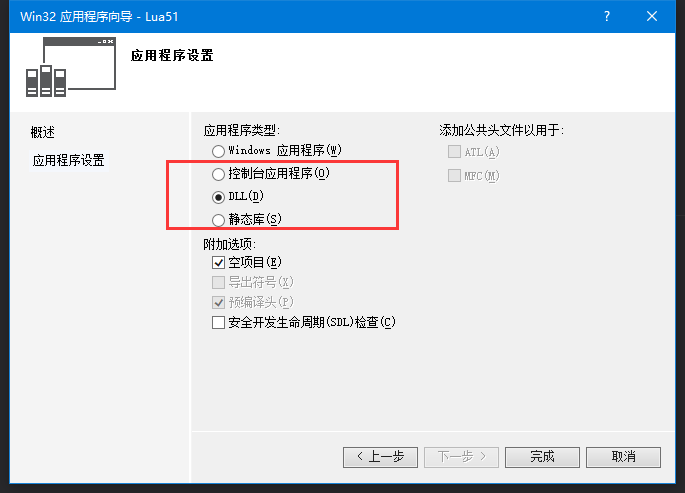 Win32 应用程序向导 - Lua51
?
应用程序设置
概述
应用程序设置
应用程序类型:
Windows 应用程序(W)
控制台应用程序(O)
DLL(D)
静态库(S)
附加选项:
空项目(E)
导出符号(X)
预编译头(P)
安全开发生命周期(SDL)检查(C)
添加公共头文件以用于:
ATL(A)
MFC(M)
< 上一步
下一步 >
完成
取消